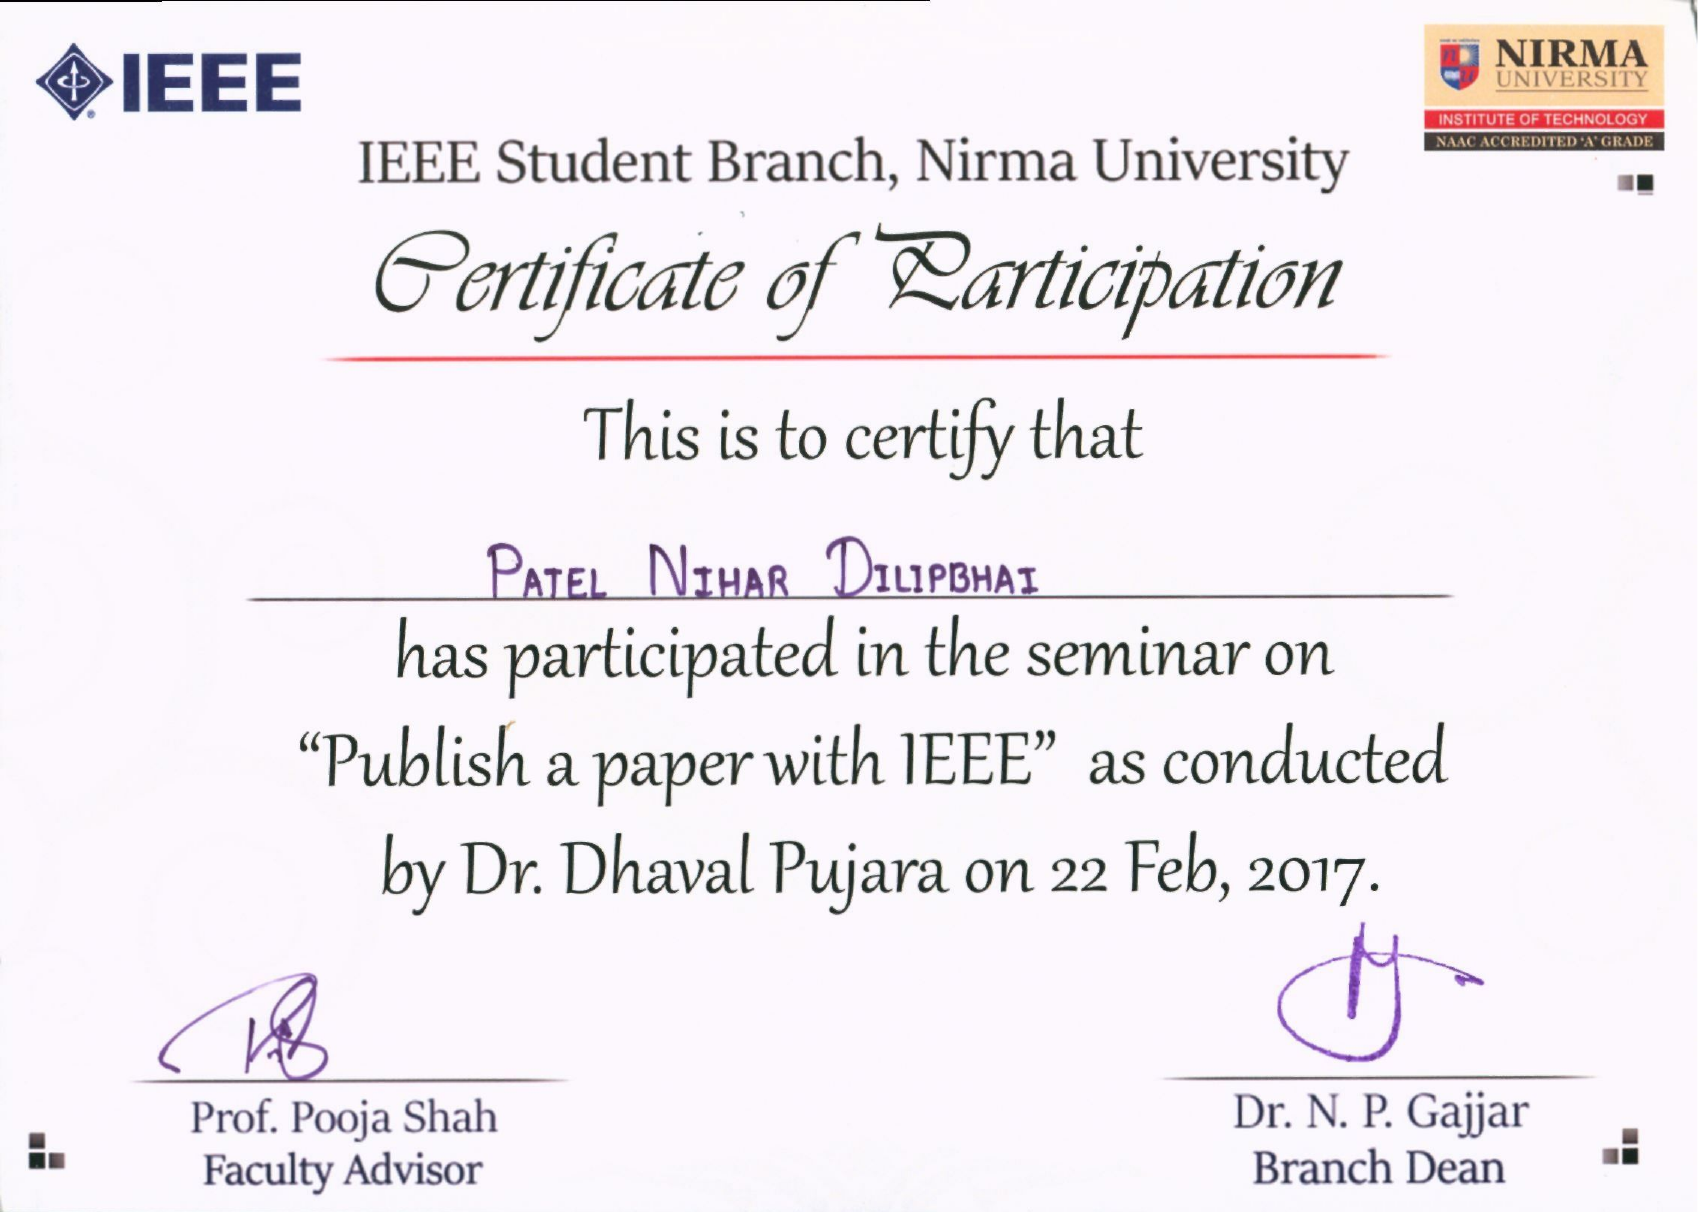 IEEE
NIRMA
UNIVERSITY
INSTITUTE OF TECHNOLOGY
NAAC ACCREDITED 'A' GRADE
IEEE Student Branch, Nirma University
Certificate of Participation
This is to certify that
PATEL NIHAR DILIPBHAI
has participated in the seminar on
“Publish a paper with IEEE” as conducted
by Dr. Dhaval Pujara on 22 Feb, 2017.
Prof. Pooja Shah
Faculty Advisor
Dr. N. P. Gajjar
Branch Dean